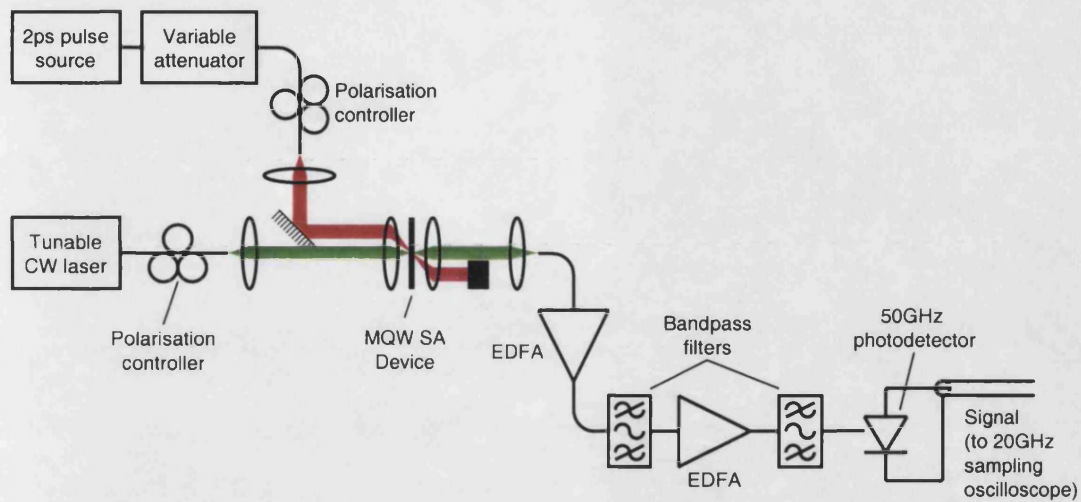 2ps pulse
source
Variable
attenuator
Polarisation
controller
Tunable
CW laser
Polarisation
controller
MQW SA
Device
EDFA
Bandpass
filters
EDFA
50GHz
photodetector
Signal
(to 20GHz
sampling
oscilloscope)